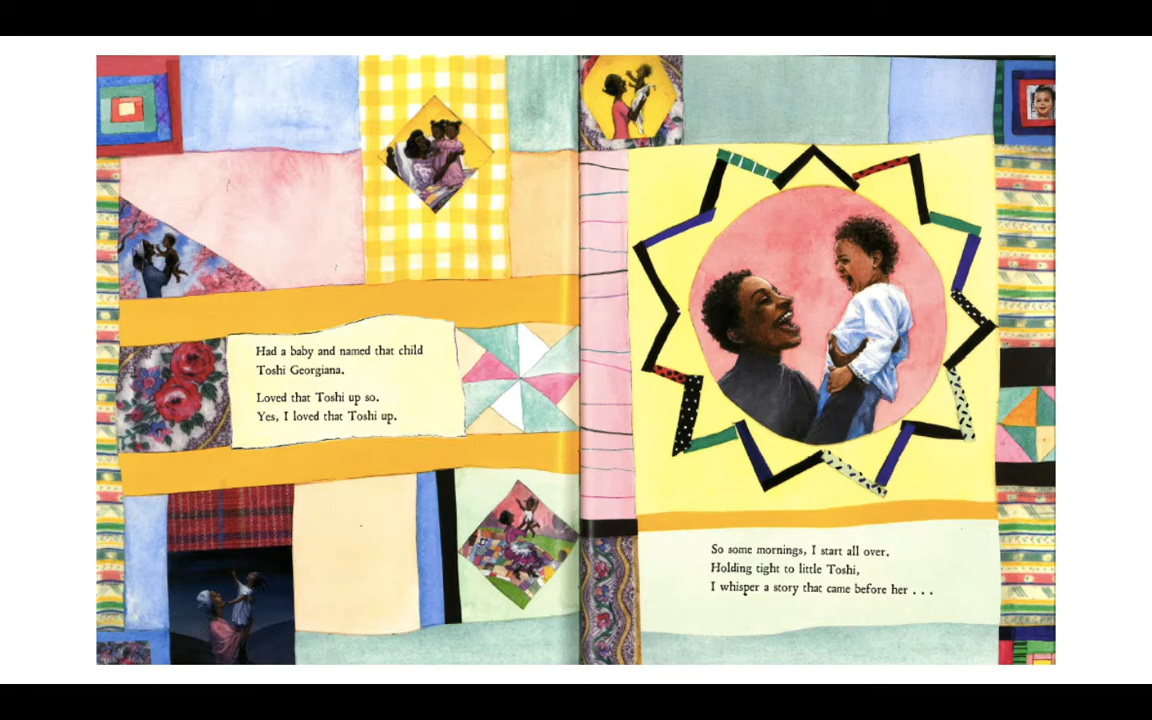 Had a baby and named that child
Toshi Georgiana.
Loved that Toshi up so.
Yes, I loved that Toshi up.
So some mornings, I start all over.
Holding tight to little Toshi,
I whisper a story that came before her . . .